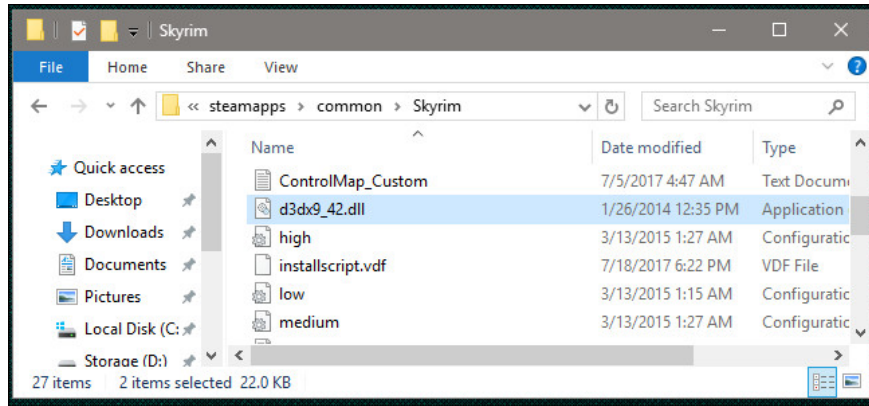 Skyrim
File Home Share View
« steamapps > common > Skyrim Search Skyrim
Name Date modified Type
Quick access
Desktop
Downloads
Documents
Pictures
Local Disk (C:
Storage (D:)
ControlMap_Custom 7/5/2017 4:47 AM Text Docum
d3dx9_42.dll 1/26/2014 12:35 PM Application
high 3/13/2015 1:27 AM Configuratic
installscript.vdf 7/18/2017 6:22 PM VDF File
low 3/13/2015 1:15 AM Configuratic
medium 3/13/2015 1:27 AM Configuratic
27 items 2 items selected 22.0 KB